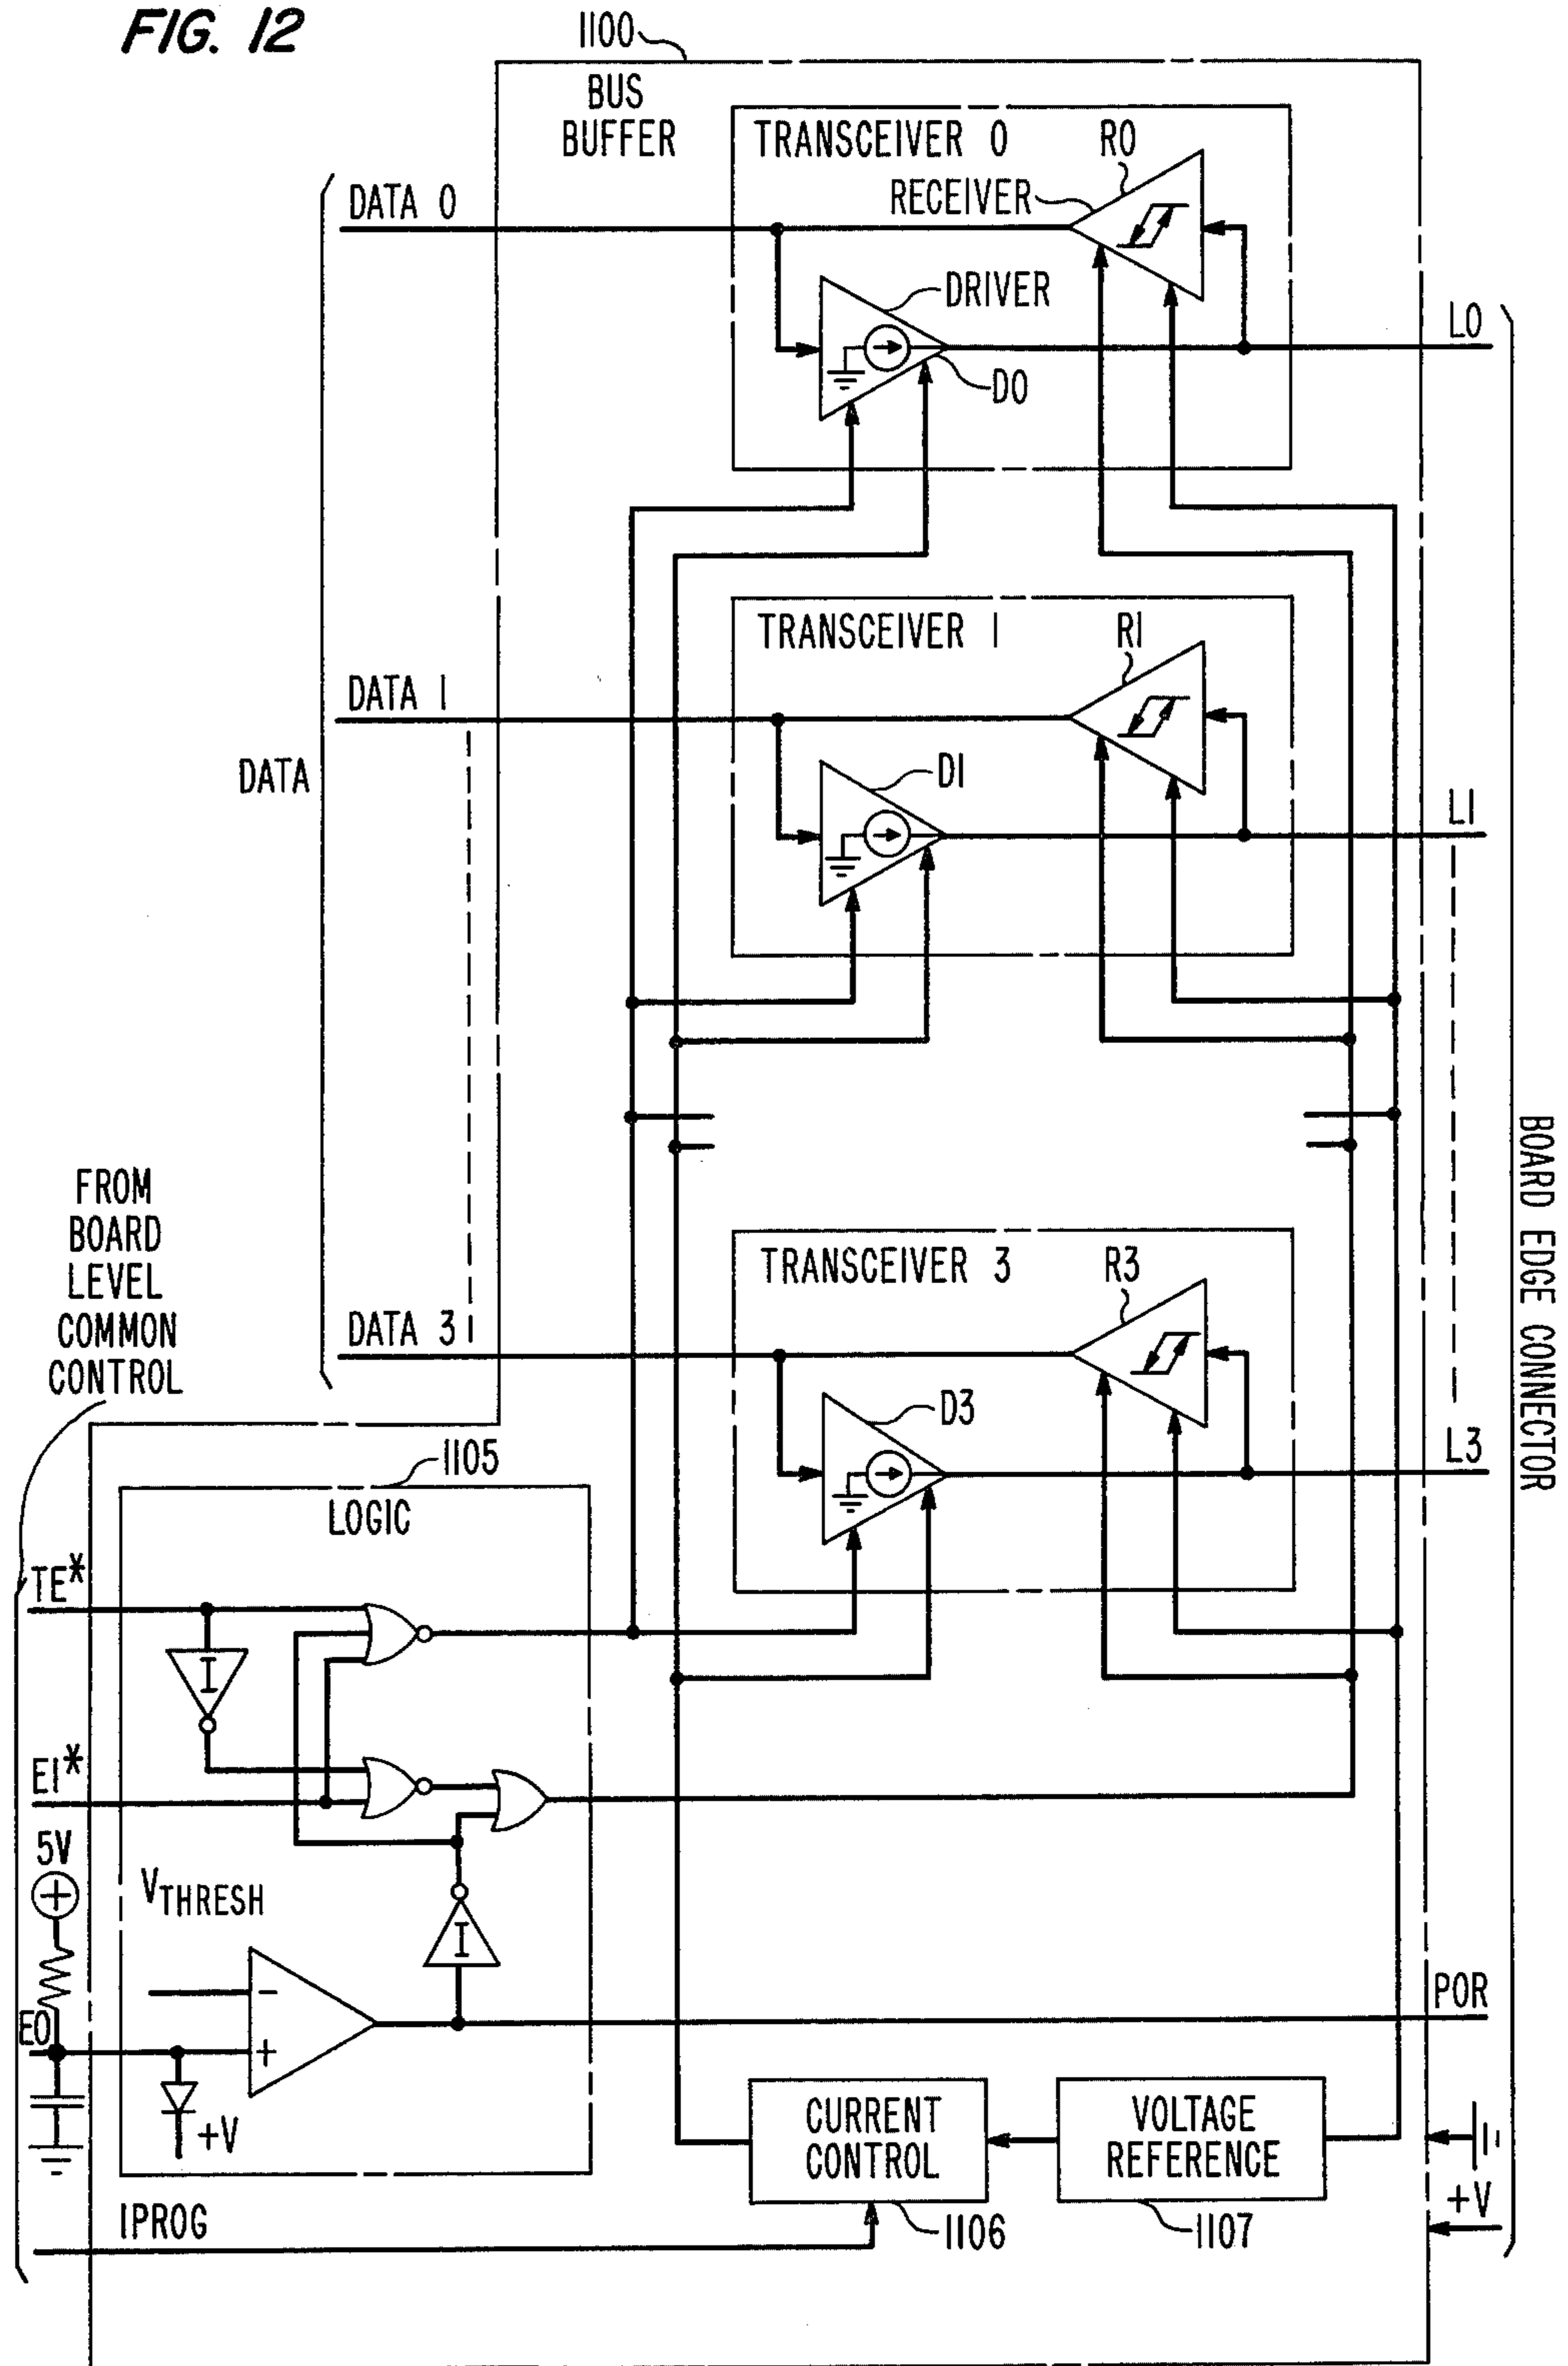 FIG. 12
1100
BUS
BUFFER
TRANSCEIVER 0
R0
RECEIVER
DATA 0
DRIVER
L0
D0
TRANSCEIVER 1
R1
DATA 1
DATA
D1
L1
FROM
BOARD
LEVEL
COMMON
CONTROL
BOARD EDGE CONNECTOR
TRANSCEIVER 3
R3
DATA 3
D3
L3
1105
LOGIC
TE*
I
EI*
5V
+
VTHRESH
I
-
POR
E0
+
+V
CURRENT
CONTROL
VOLTAGE
REFERENCE
+V
IPROG
1106
1107